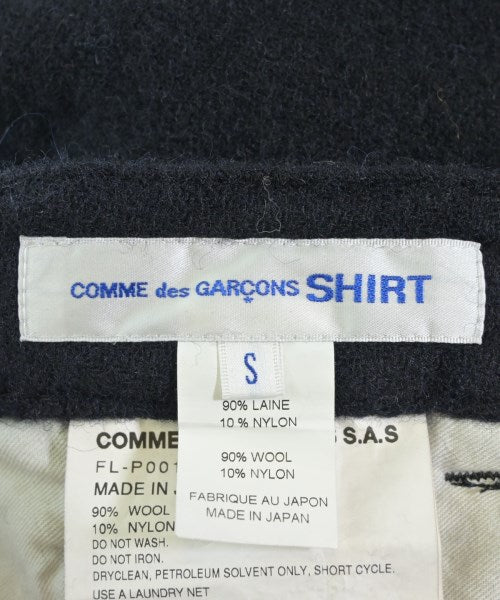 COMME des GARÇONS SHIRT
S
90% LAINE
10 % NYLON
90% WOOL
10% NYLON
FABRIQUE AU JAPON
MADE IN JAPAN
COMME S.A.S
FL-P001
MADE IN
90% WOOL
10% NYLON
DO NOT WASH.
DO NOT IRON.
DRYCLEAN, PETROLEUM SOLVENT ONLY, SHORT CYCLE.
USE A LAUNDRY NET